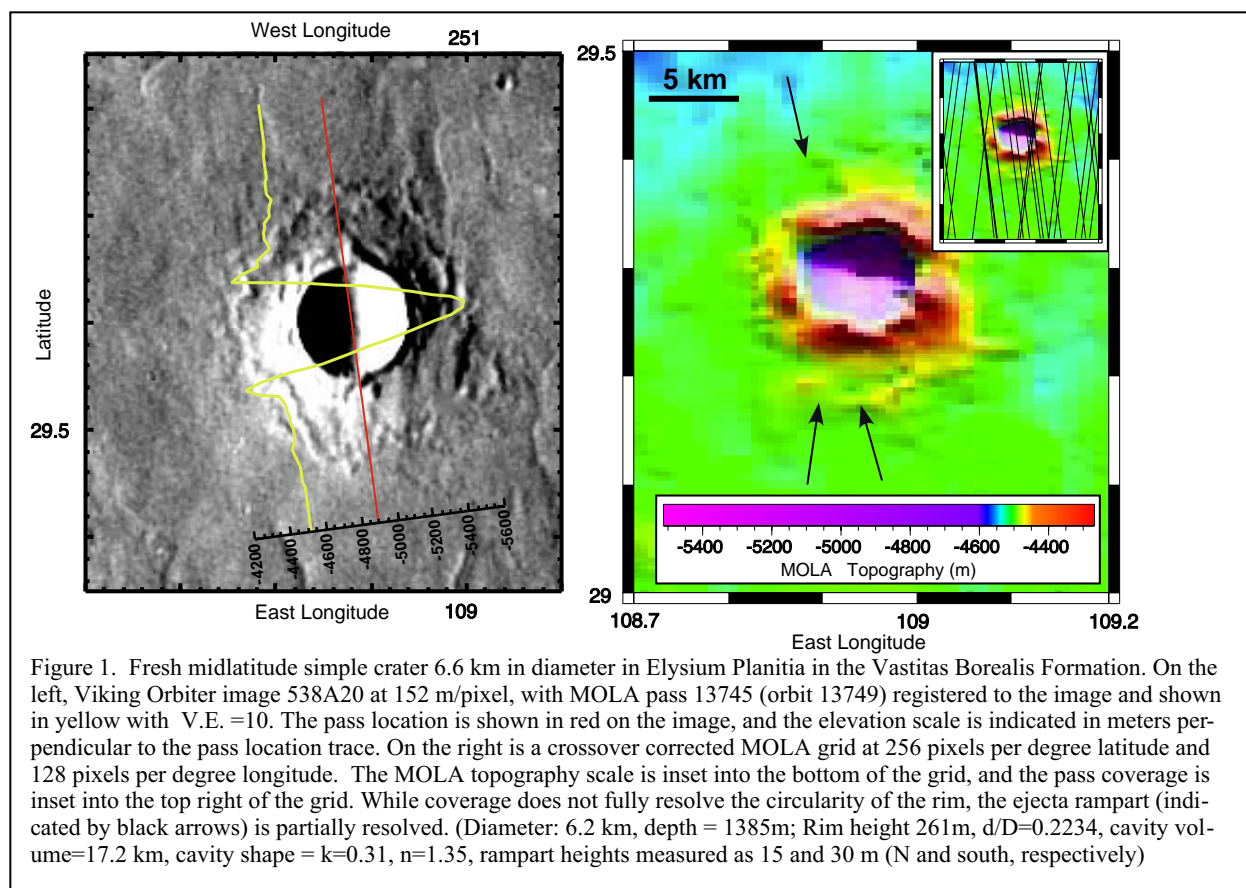 West Longitude
251
Latitude
29.5
-4200
-4400
-4600
-4800
-5000
-5200
-5400
-5600
East Longitude
109
29.5
5 km
-5400 -5200 -5000 -4800 -4600 -4400
MOLA Topography (m)
29
108.7 109 109.2
East Longitude
Figure 1. Fresh midlatitude simple crater 6.6 km in diameter in Elysium Planitia in the Vastitas Borealis Formation. On the
left, Viking Orbiter image 538A20 at 152 m/pixel, with MOLA pass 13745 (orbit 13749) registered to the image and shown
in yellow with V.E. =10. The pass location is shown in red on the image, and the elevation scale is indicated in meters per-
pendicular to the pass location trace. On the right is a crossover corrected MOLA grid at 256 pixels per degree latitude and
128 pixels per degree longitude. The MOLA topography scale is inset into the bottom of the grid, and the pass coverage is
inset into the top right of the grid. While coverage does not fully resolve the circularity of the rim, the ejecta rampart (indi-
cated by black arrows) is partially resolved. (Diameter: 6.2 km, depth = 1385m; Rim height 261m, d/D=0.2234, cavity vol-
ume=17.2 km, cavity shape = k=0.31, n=1.35, rampart heights measured as 15 and 30 m (N and south, respectively)